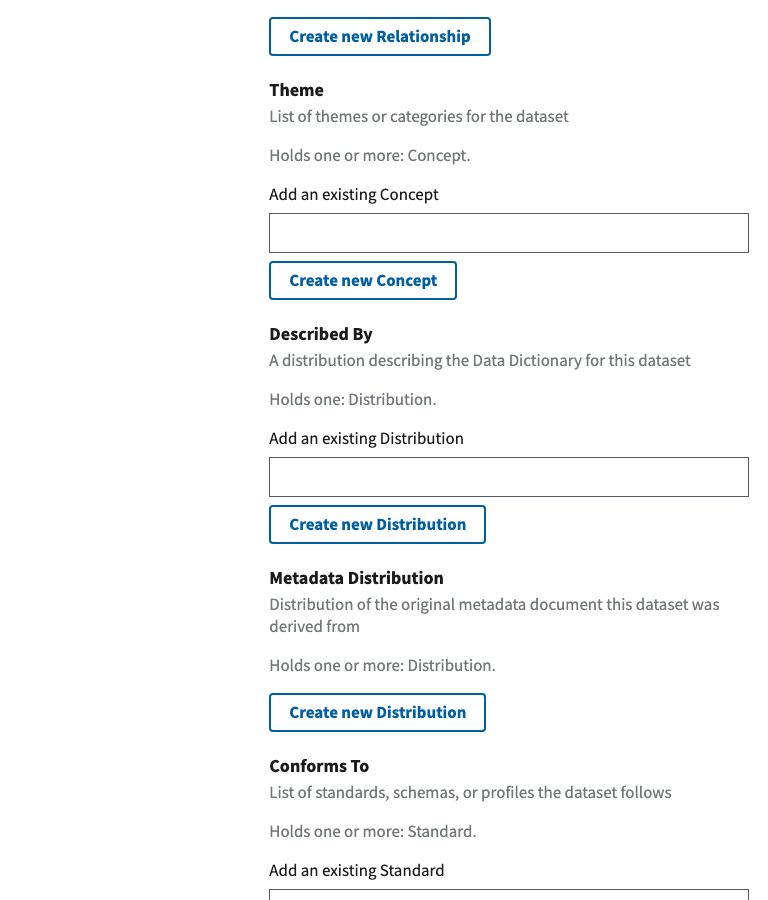 Create new Relationship
Theme
List of themes or categories for the dataset
Holds one or more: Concept.
Add an existing Concept
Create new Concept
Described By
A distribution describing the Data Dictionary for this dataset
Holds one: Distribution.
Add an existing Distribution
Create new Distribution
Metadata Distribution
Distribution of the original metadata document this dataset was
derived from
Holds one or more: Distribution.
Create new Distribution
Conforms To
List of standards, schemas, or profiles the dataset follows
Holds one or more: Standard.
Add an existing Standard